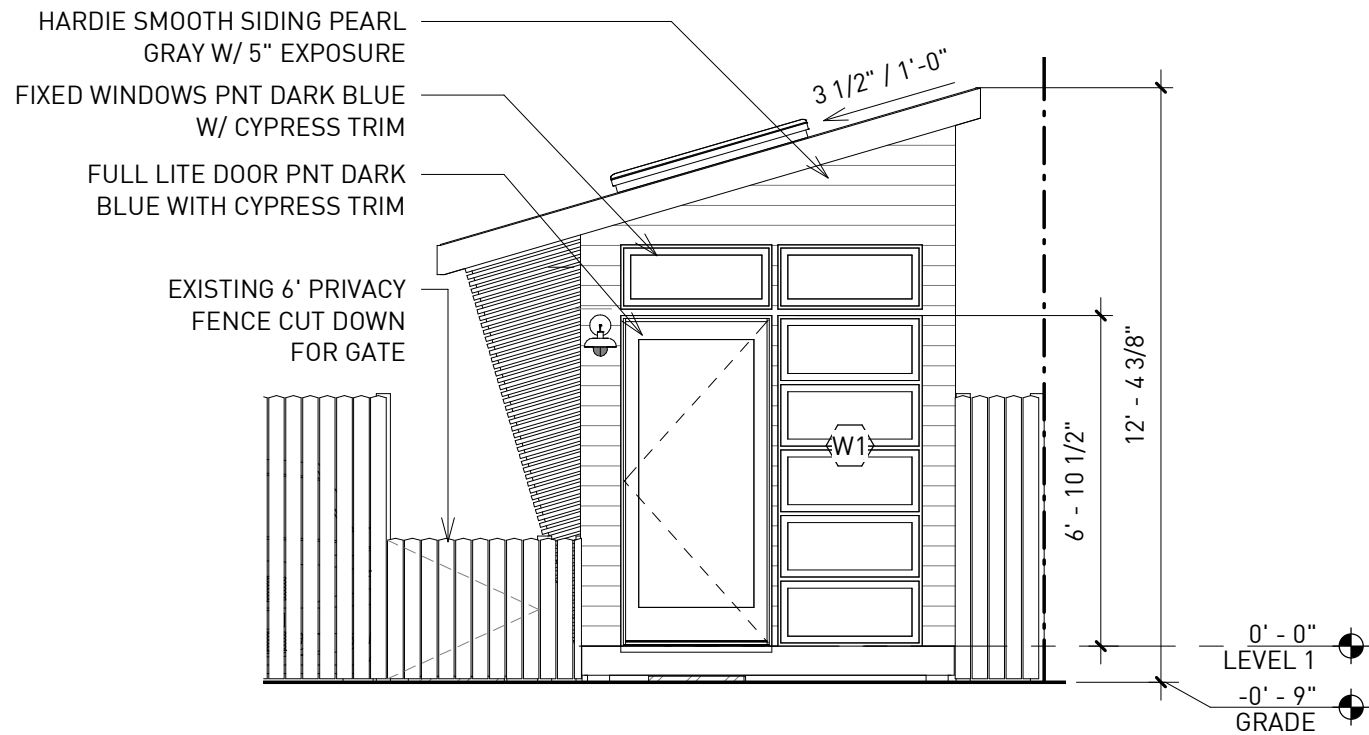 HARDIE SMOOTH SIDING PEARL
GRAY W/ 5" EXPOSURE
FIXED WINDOWS PNT DARK BLUE
W/ CYPRESS TRIM
FULL LITE DOOR PNT DARK
BLUE WITH CYPRESS TRIM
EXISTING 6' PRIVACY
FENCE CUT DOWN
FOR GATE
3 1/2" / 1'-0"
W1
6' - 10 1/2"
12' - 4 3/8"
0' - 0"
LEVEL 1
-0' - 9"
GRADE